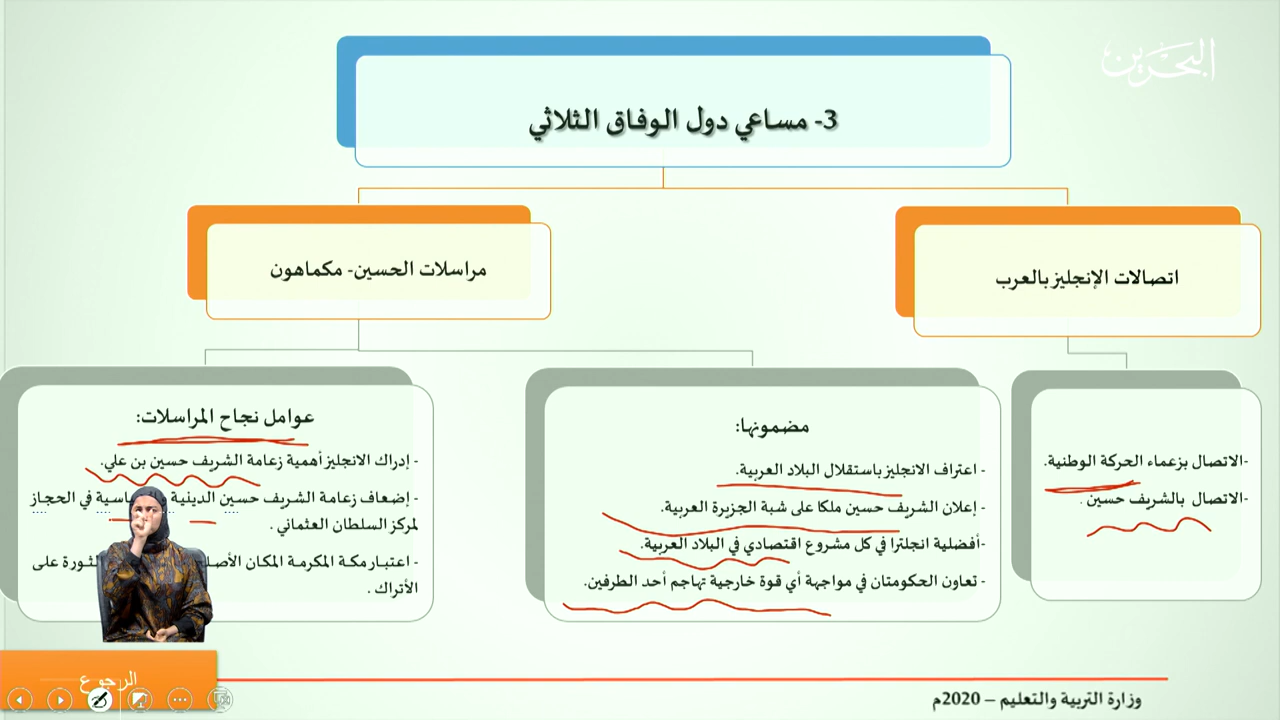 البحرين
3- مساعي دول الوفاق الثلاثي
اتصالات الإنجليز بالعرب
-الاتصال بزعماء الحركة الوطنية.
-الاتصال بالشريف حسين .
مراسلات الحسين- مكماهون
مضمونها:
- اعتراف الانجليز باستقلال البلاد العربية.
- إعلان الشريف حسين ملكا على شبة الجزيرة العربية.
-أفضلية انجلترا في كل مشروع اقتصادي في البلاد العربية.
- تعاون الحكومتان في مواجهة أي قوة خارجية تهاجم أحد الطرفين.
عوامل نجاح المراسلات:
- إدراك الانجليز أهمية زعامة الشريف حسين بن علي.
- إضعاف زعامة الشريف حسين الدينية في الحجاز
لمركز السلطان العثماني .
- اعتبار مكة المكرمة المكان على
الأتراك .
الرجوع
وزارة التربية والتعليم – 2020م